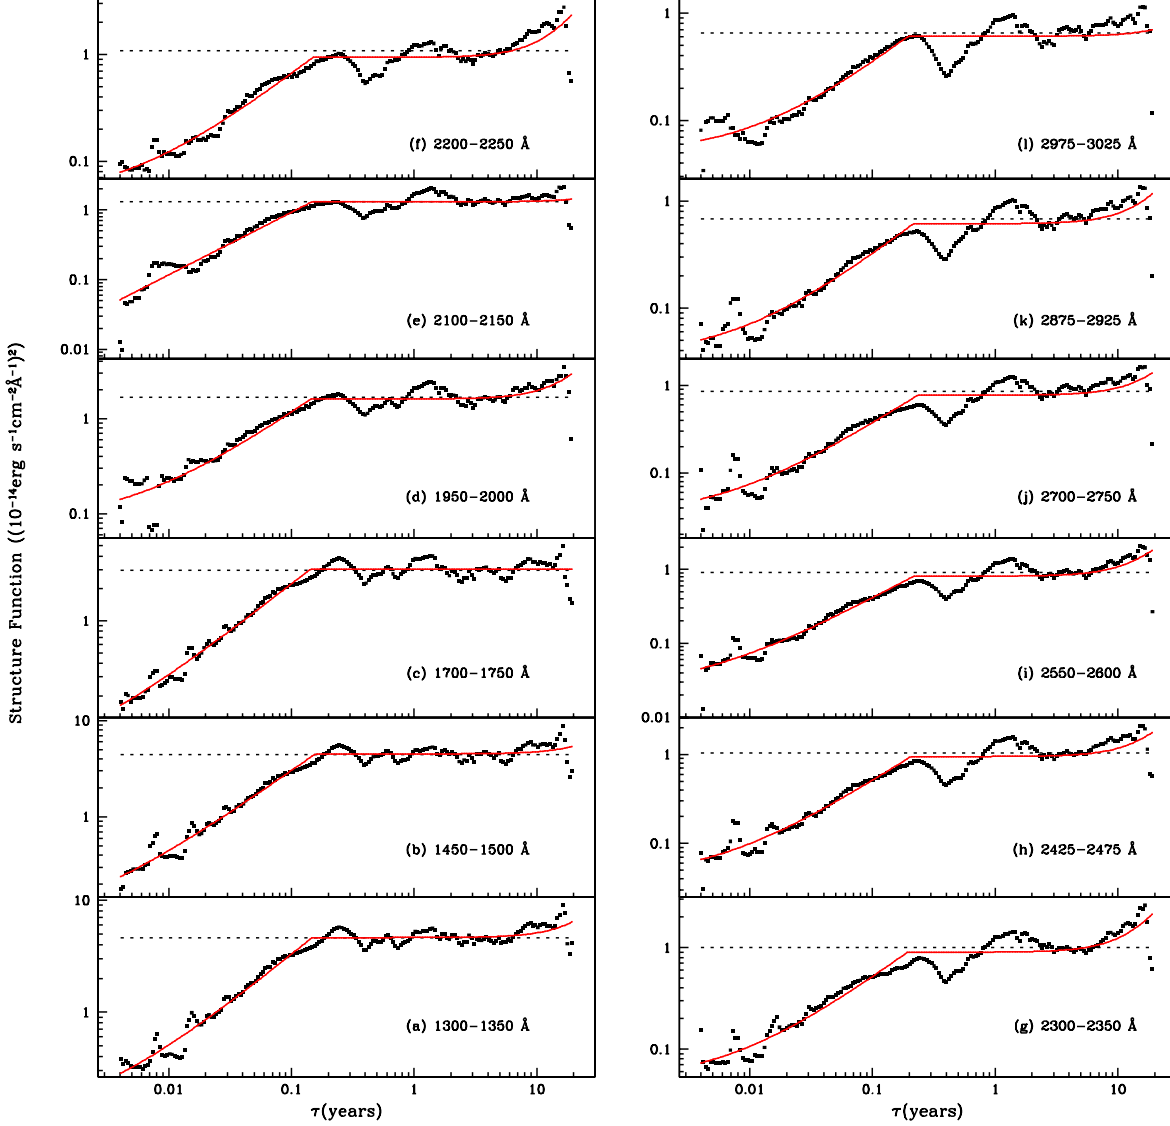 Structure Function ((10⁻¹⁴erg s⁻¹cm⁻²Å⁻¹)²)
1
0.1
(f) 2200−2250 Å
1
0.1
0.01
(e) 2100−2150 Å
1
0.1
(d) 1950−2000 Å
1
(c) 1700−1750 Å
10
1
(b) 1450−1500 Å
10
1
(a) 1300−1350 Å
0.01 0.1 1 10
τ(years)
1
0.1
(l) 2975−3025 Å
1
0.1
(k) 2875−2925 Å
1
0.1
(j) 2700−2750 Å
1
0.1
0.01
(i) 2550−2600 Å
1
0.1
(h) 2425−2475 Å
1
0.1
(g) 2300−2350 Å
0.01 0.1 1 10
τ(years)